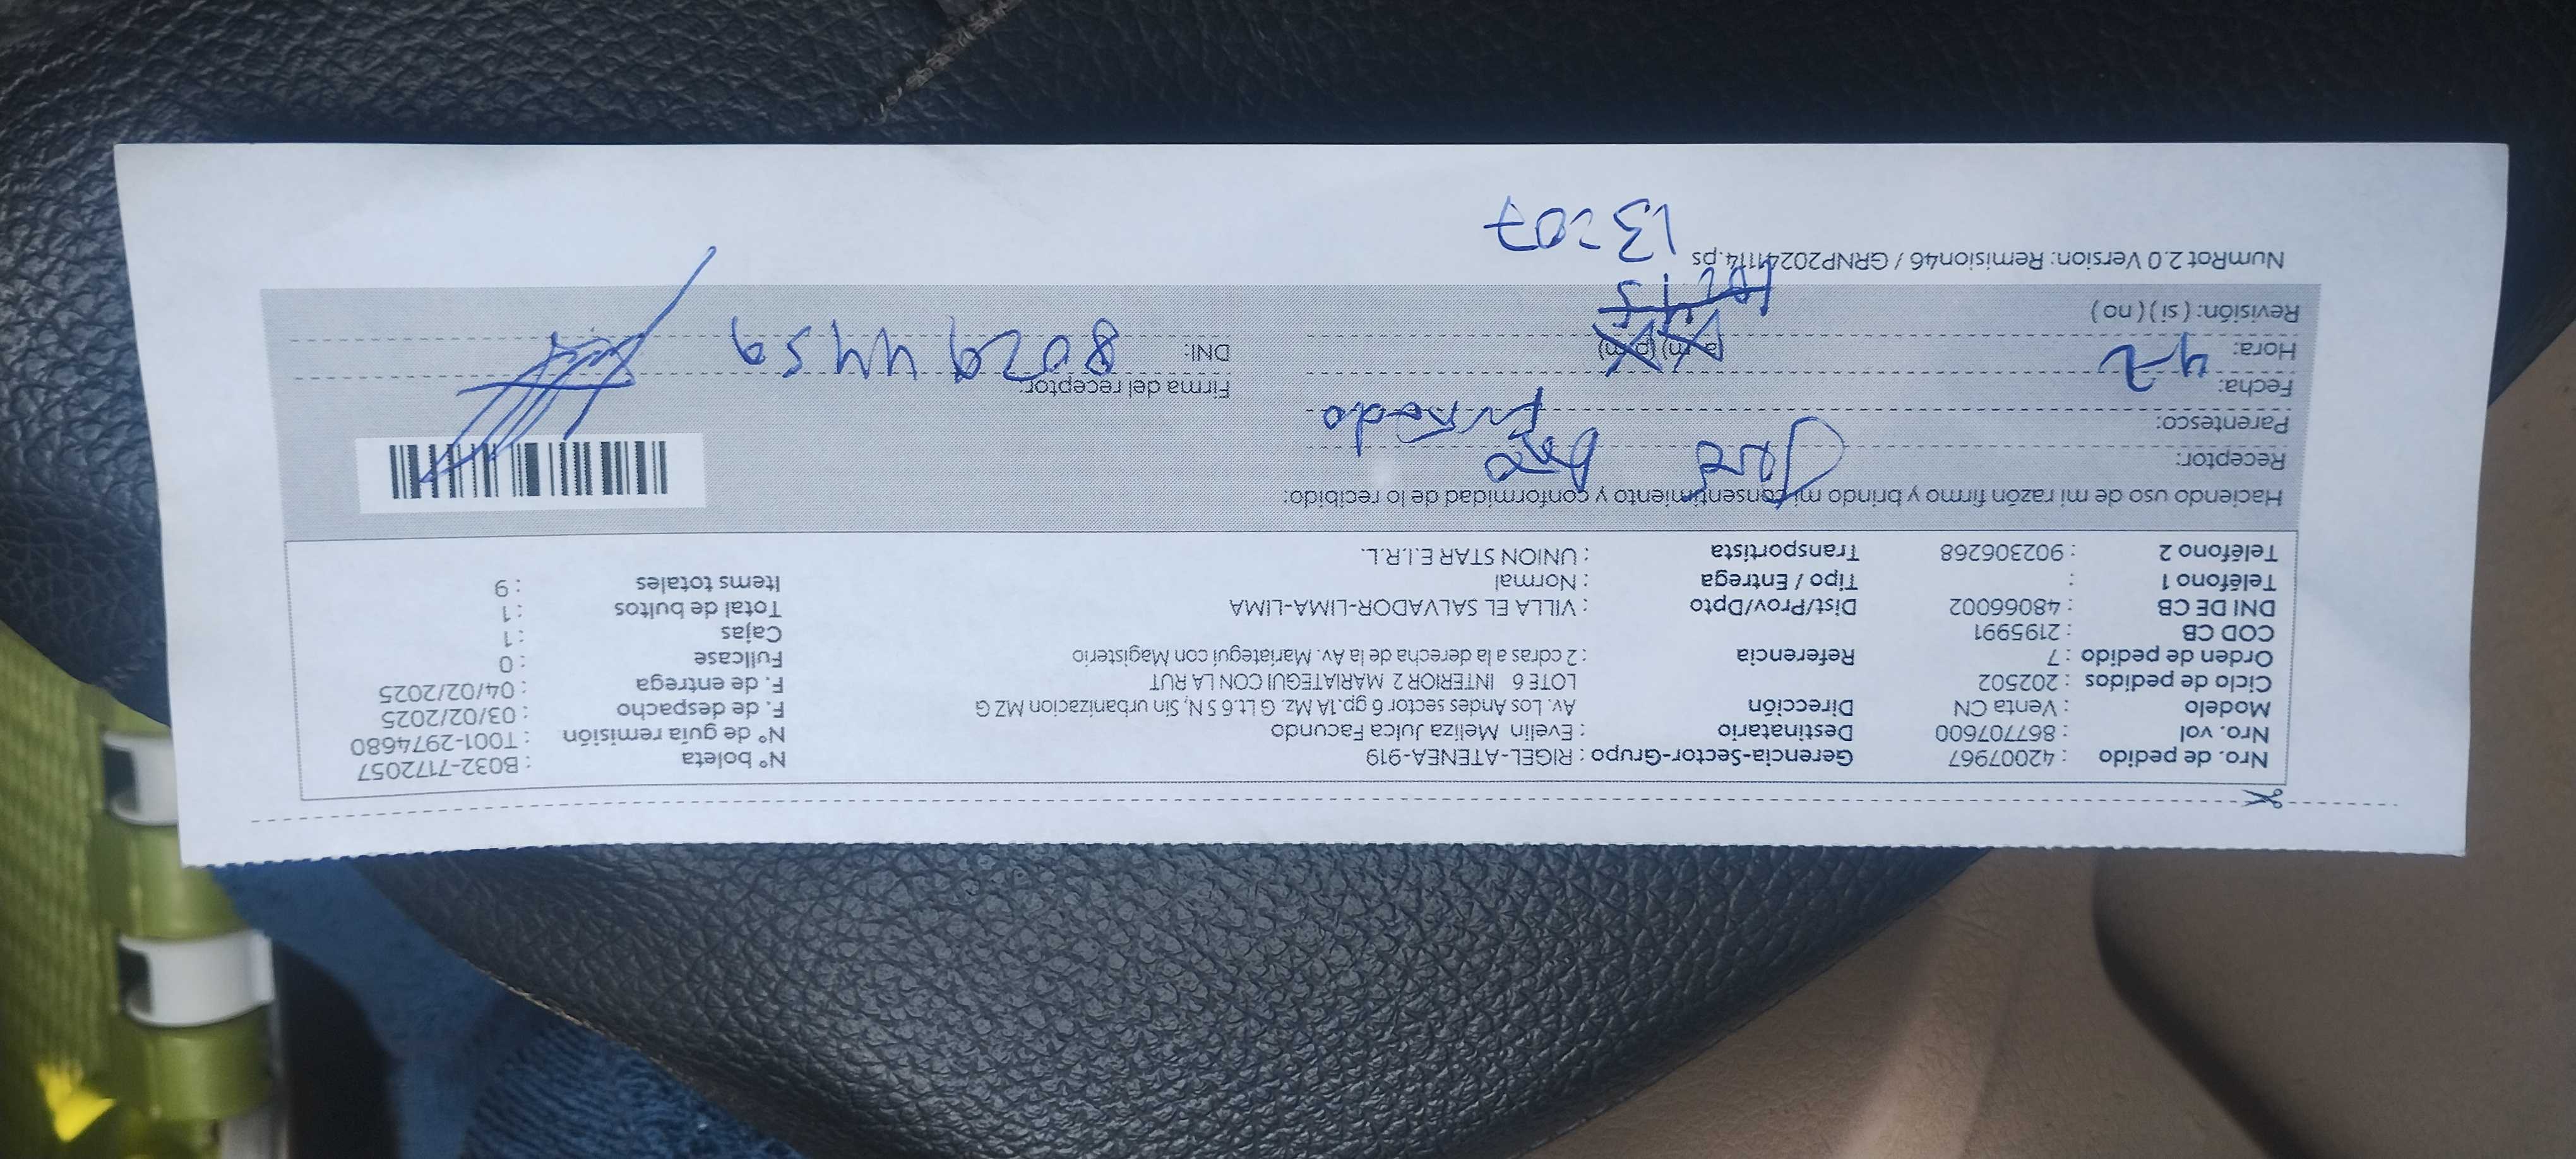 Nro. de pedido : 42007967 Gerencia-Sector-Grupo : RIGEL-ATENEA-919 N° boleta : B032-7172057
Nro. vol : 867707600 Destinatario : Evelin Meliza Julca Facundo N° de guía remisión : T001-2974680
Modelo : Venta CN Dirección Av. Los Andes sector 6 gp.1A Mz. G Lt.6 S N, Sin urbanizacion MZ G F. de despacho : 03/02/2025
Ciclo de pedidos : 202502 LOTE 6 INTERIOR 2 MARIATEGUI CON LA RUT F. de entrega : 04/02/2025
Orden de pedido : 7 Referencia : 2 cdras a la derecha de la Av. Mariategui con Magisterio Fullcase : 0
COD CB : 2195991 Cajas : 1
DNI DE CB : 48066002 Dist/Prov/Dpto : VILLA EL SALVADOR-LIMA-LIMA Total de bultos : 1
Teléfono 1 : Tipo / Entrega : Normal Items totales : 9
Teléfono 2 : 902306268 Transportista : UNION STAR E.I.R.L.
Haciendo uso de mi razón firmo y brindo mi consentimiento y conformidad de lo recibido:
Receptor: José
Parentesco:
Fecha: 4-2 Firma del receptor:
Hora: (a m) (p m) DNI: 80294459
Revisión: ( si ) ( no )
NumRot 2.0 Version: Remision46 / GRNP20241114.ps
13:07